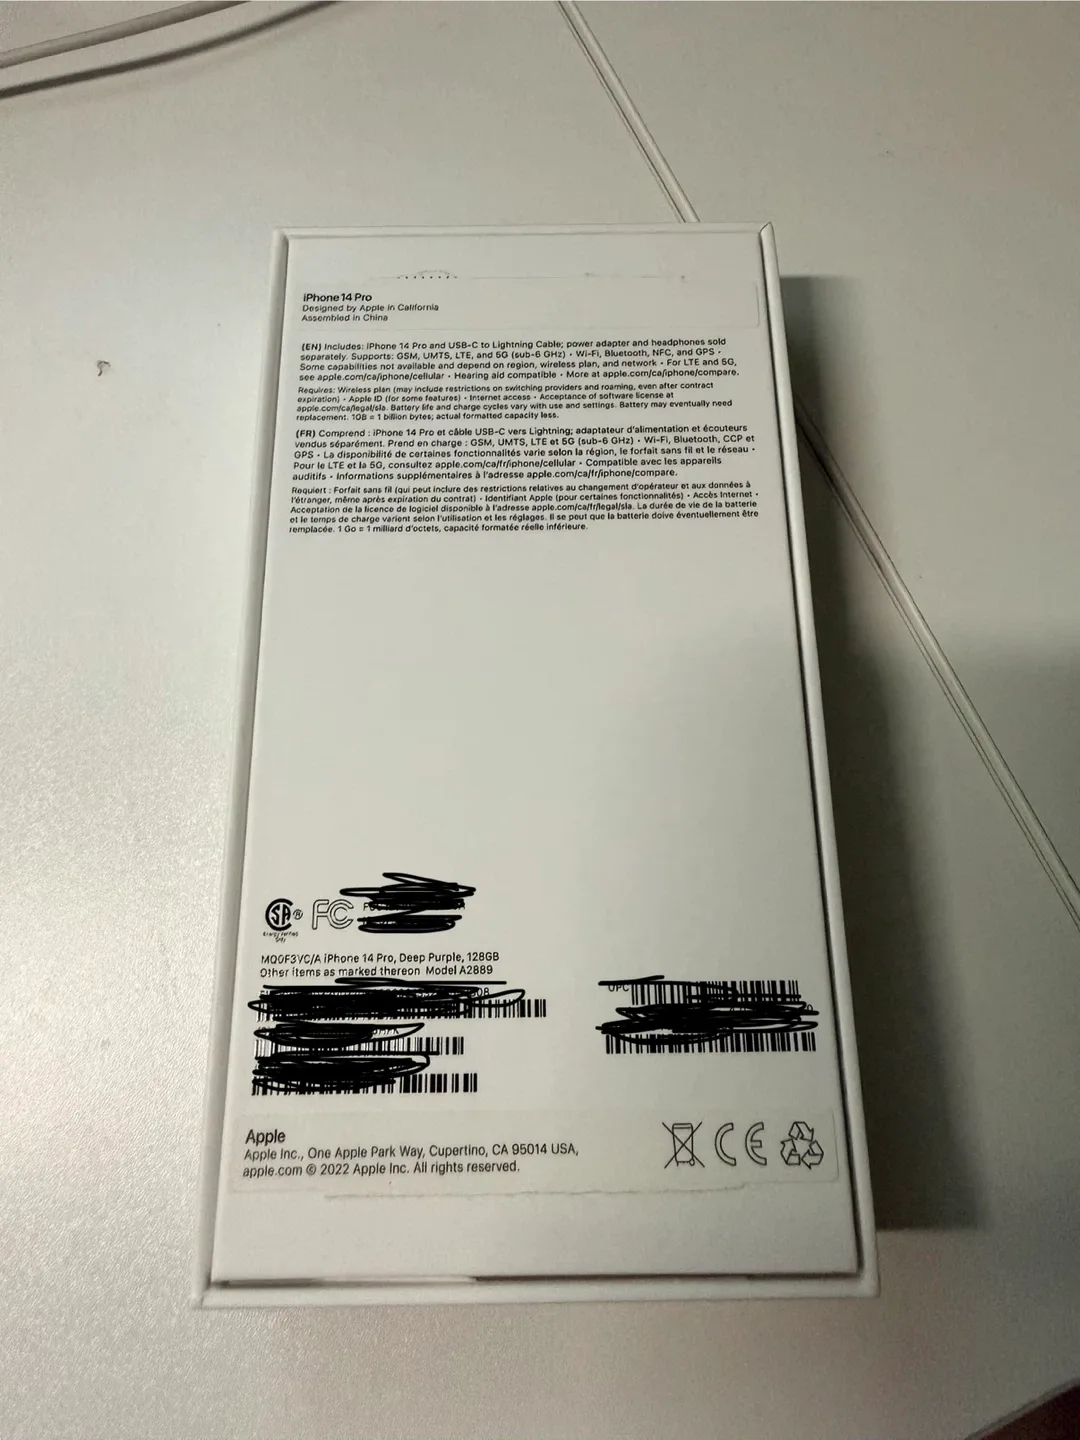 iPhone 14 Pro
Designed by Apple in California
Assembled in China
(EN) Includes: iPhone 14 Pro and USB-C to Lightning Cable; power adapter and headphones sold
separately. Supports: GSM, UMTS, LTE, and 5G (sub-6 GHz) • Wi-Fi, Bluetooth, NFC, and GPS •
Some capabilities not available and depend on region, wireless plan, and network • For LTE and 5G,
see apple.com/ca/iphone/cellular • Hearing aid compatible • More at apple.com/ca/iphone/compare.
Requires: Wireless plan (may include restrictions on switching providers and roaming, even after contract
expiration) • Apple ID (for some features) • Internet access • Acceptance of software license at
apple.com/ca/legal/sla. Battery life and charge cycles vary with use and settings. Battery may eventually need
replacement. 1GB = 1 billion bytes; actual formatted capacity less.
(FR) Comprend : iPhone 14 Pro et câble USB-C vers Lightning; adaptateur d'alimentation et écouteurs
vendus séparément. Prend en charge : GSM, UMTS, LTE et 5G (sub-6 GHz) • Wi-Fi, Bluetooth, CCP et
GPS • La disponibilité de certaines fonctionnalités varie selon la région, le forfait sans fil et le réseau •
Pour le LTE et la 5G, consultez apple.com/ca/fr/iphone/cellular • Compatible avec les appareils
auditifs • Informations supplémentaires à l'adresse apple.com/ca/fr/iphone/compare.
Requiert : Forfait sans fil (qui peut inclure des restrictions relatives au changement d'opérateur et aux données à
l'étranger, même après expiration du contrat) • Identifiant Apple (pour certaines fonctionnalités) • Accès Internet •
Acceptation de la licence de logiciel disponible à l'adresse apple.com/ca/fr/legal/sla. La durée de vie de la batterie
et le temps de charge varient selon l'utilisation et les réglages. Il se peut que la batterie doive éventuellement être
remplacée. 1 Go = 1 milliard d'octets, capacité formatée réelle inférieure.
SA® FC
Energy Verified
MQ0F3VC/A iPhone 14 Pro, Deep Purple, 128GB
Other items as marked thereon Model A2889
UPC
Apple
Apple Inc., One Apple Park Way, Cupertino, CA 95014 USA,
apple.com © 2022 Apple Inc. All rights reserved.
CE